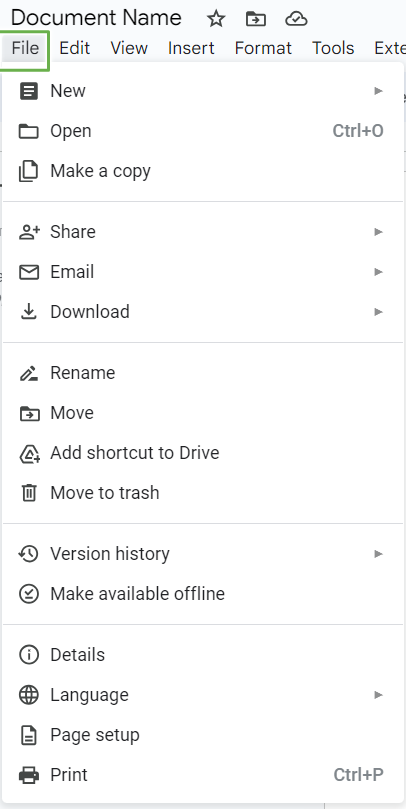 Document Name
File Edit View Insert Format Tools Exte
New
Open Ctrl+O
Make a copy
Share
Email
Download
Rename
Move
Add shortcut to Drive
Move to trash
Version history
Make available offline
Details
Language
Page setup
Print Ctrl+P